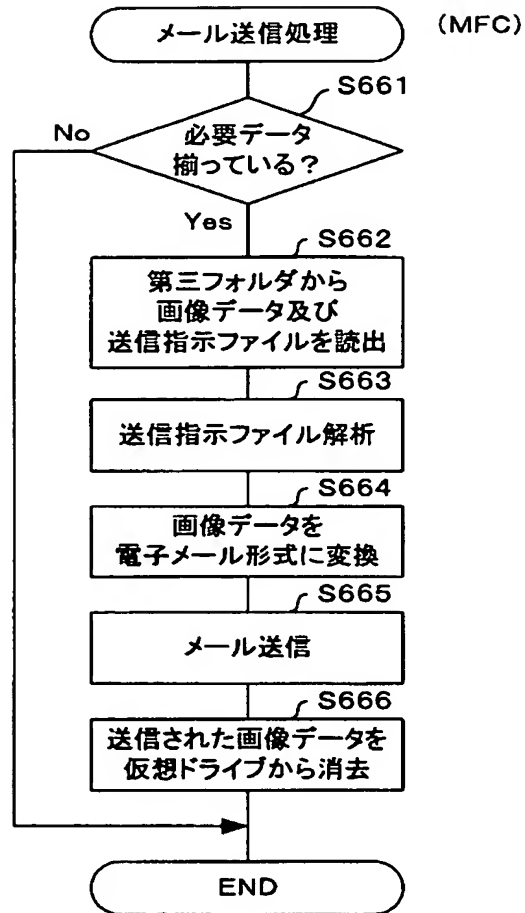 メール送信処理
(MFC)
S661
No
必要データ
揃っている?
Yes
S662
第三フォルダから
画像データ及び
送信指示ファイルを読出
S663
送信指示ファイル解析
S664
画像データを
電子メール形式に変換
S665
メール送信
S666
送信された画像データを
仮想ドライブから消去
END